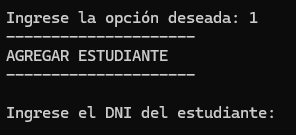 Ingrese la opción deseada: 1
---------------------
AGREGAR ESTUDIANTE
---------------------
Ingrese el DNI del estudiante: